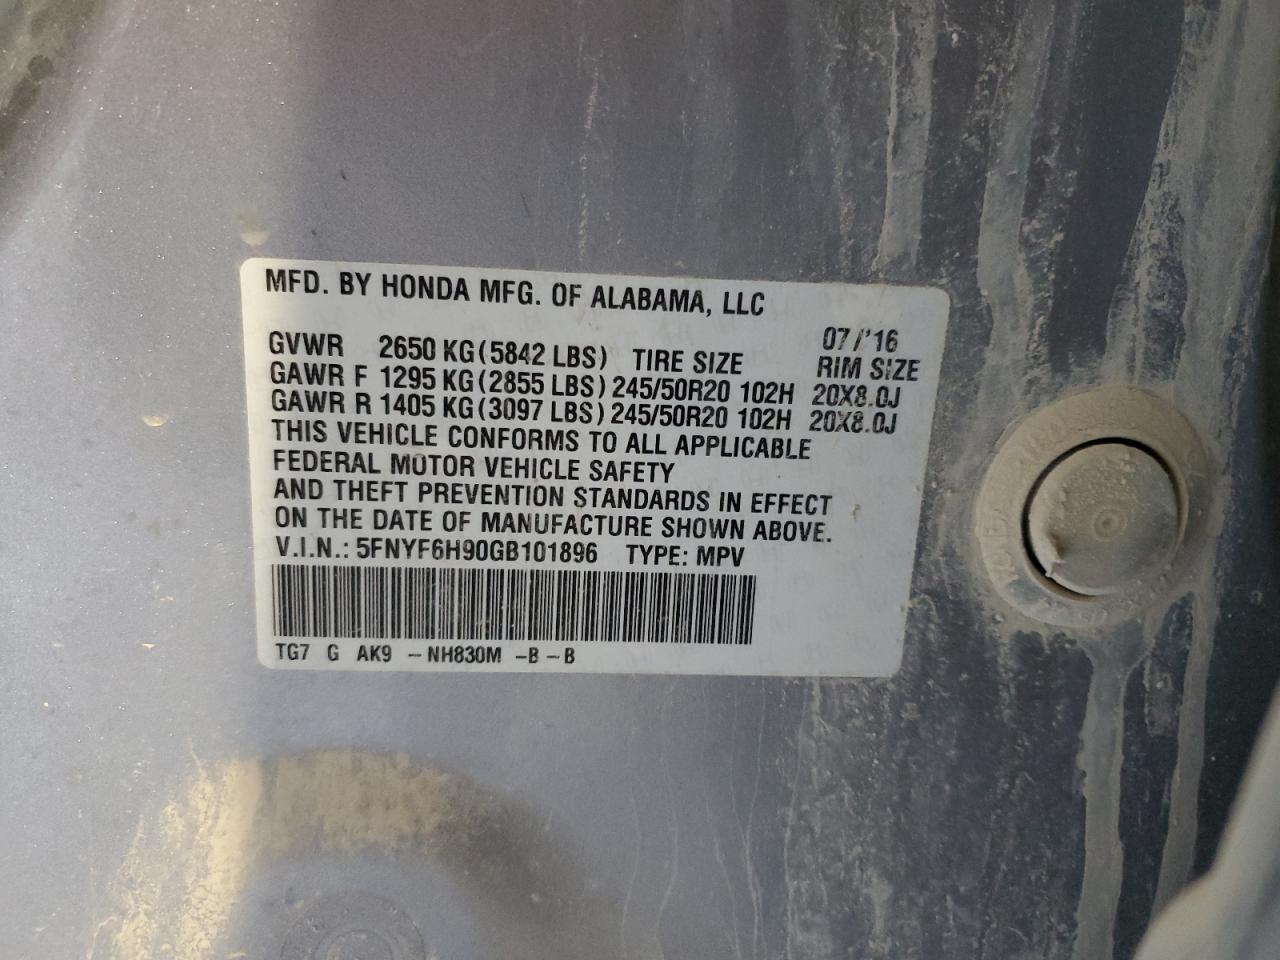 MFD. BY HONDA MFG. OF ALABAMA, LLC
07/'16
GVWR 2650 KG(5842 LBS) TIRE SIZE RIM SIZE
GAWR F 1295 KG(2855 LBS) 245/50R20 102H 20X8.0J
GAWR R 1405 KG(3097 LBS) 245/50R20 102H 20X8.0J
THIS VEHICLE CONFORMS TO ALL APPLICABLE
FEDERAL MOTOR VEHICLE SAFETY
AND THEFT PREVENTION STANDARDS IN EFFECT
ON THE DATE OF MANUFACTURE SHOWN ABOVE.
V.I.N.: 5FNYF6H90GB101896 TYPE: MPV
TG7 G AK9 -NH830M -B-B